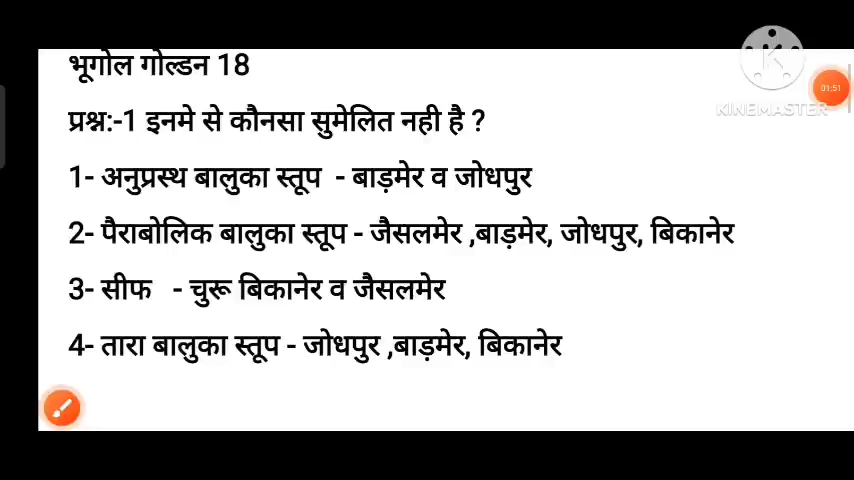 भूगोल गोल्डन 18
KINEMASTER
01:51
प्रश्न:-1 इनमे से कौनसा सुमेलित नही है ?
1- अनुप्रस्थ बालुका स्तूप - बाड़मेर व जोधपुर
2- पैराबोलिक बालुका स्तूप - जैसलमेर ,बाड़मेर, जोधपुर, बिकानेर
3- सीफ - चुरू बिकानेर व जैसलमेर
4- तारा बालुका स्तूप - जोधपुर ,बाड़मेर, बिकानेर